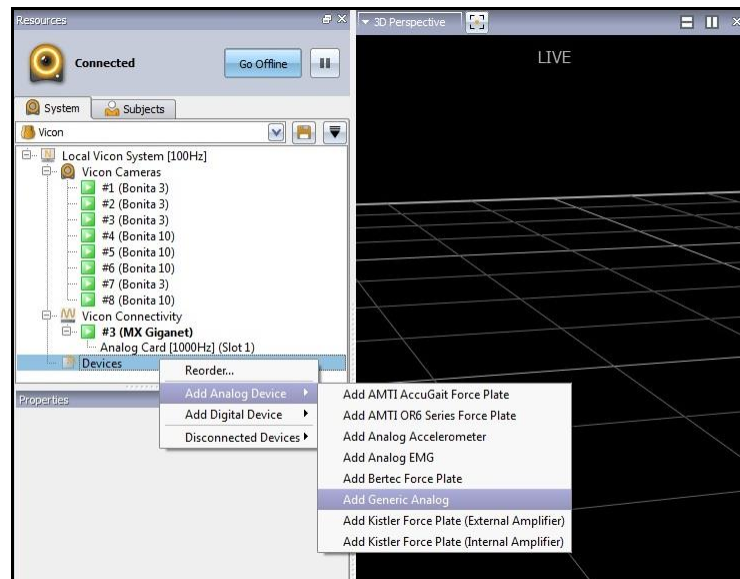 Resources
3D Perspective
Connected
Go Offline
LIVE
System
Subjects
Vicon
Local Vicon System [100Hz]
Vicon Cameras
#1 (Bonita 3)
#2 (Bonita 3)
#3 (Bonita 3)
#4 (Bonita 10)
#5 (Bonita 10)
#6 (Bonita 10)
#7 (Bonita 3)
#8 (Bonita 10)
Vicon Connectivity
#3 (MX Giganet)
Analog Card [1000Hz] (Slot 1)
Devices
Properties
Reorder...
Add Analog Device
Add Digital Device
Disconnected Devices
Add AMTI AccuGait Force Plate
Add AMTI OR6 Series Force Plate
Add Analog Accelerometer
Add Analog EMG
Add Bertec Force Plate
Add Generic Analog
Add Kistler Force Plate (External Amplifier)
Add Kistler Force Plate (Internal Amplifier)